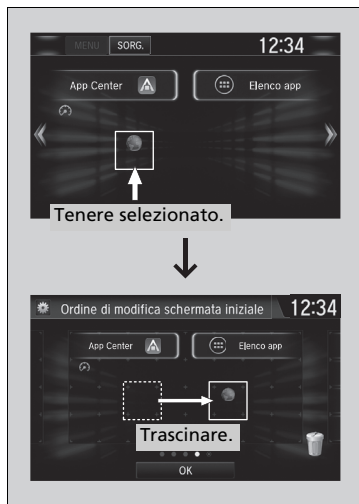 MENU SORG. 12:34
App Center Elenco app
Tenere selezionato.
Ordine di modifica schermata iniziale 12:34
App Center Elenco app
Trascinare.
OK